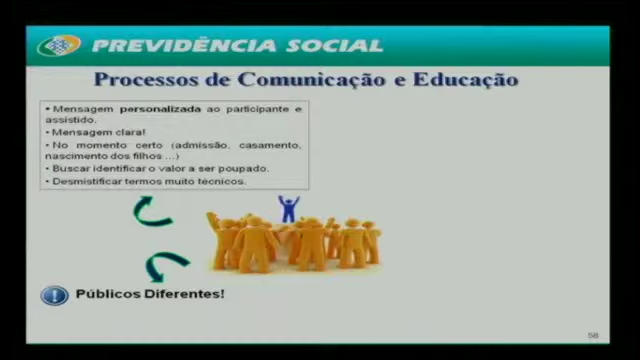 PREVIDÊNCIA SOCIAL
Processos de Comunicação e Educação
• Mensagem personalizada ao participante e
assistido.
• Mensagem clara!
• No momento certo (admissão, casamento,
nascimento dos filhos ...)
• Buscar identificar o valor a ser poupado.
• Desmistificar termos muito técnicos.
Públicos Diferentes!
58